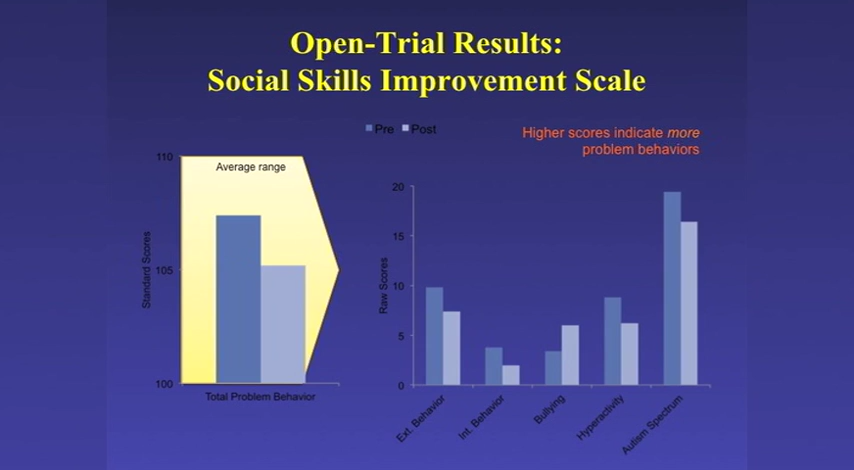 Open-Trial Results:
Social Skills Improvement Scale
Pre Post
Higher scores indicate more
problem behaviors
110
Average range
Standard Scores
105
100
Total Problem Behavior
20
15
Raw Scores
10
5
0
Ext. Behavior
Int. Behavior
Bullying
Hyperactivity
Autism Spectrum